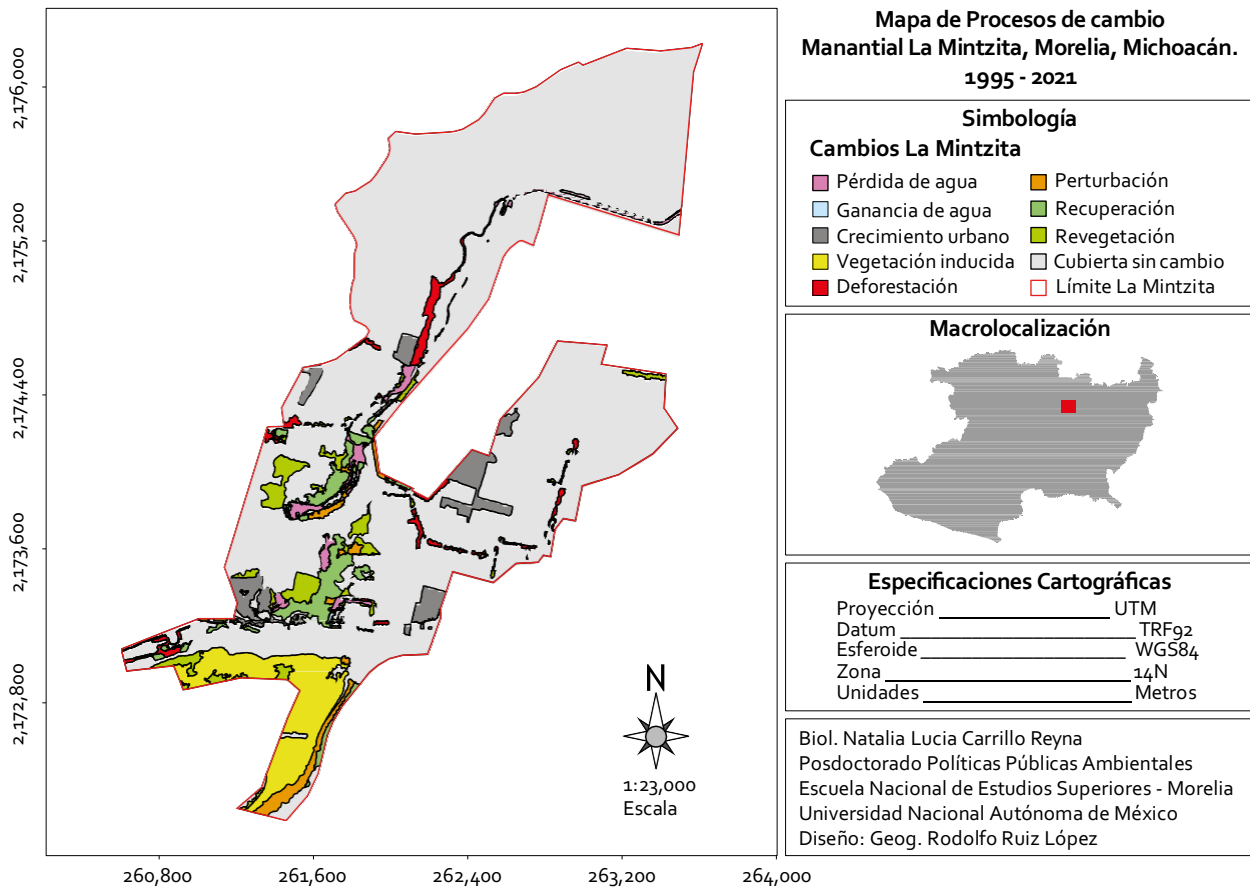 Mapa de Procesos de cambio
Manantial La Mintzita, Morelia, Michoacán.
1995 - 2021
Simbología
Cambios La Mintzita
Pérdida de agua
Ganancia de agua
Crecimiento urbano
Vegetación inducida
Deforestación
Perturbación
Recuperación
Revegetación
Cubierta sin cambio
Límite La Mintzita
Macrolocalización
Especificaciones Cartográficas
Proyección UTM
Datum TRF92
Esferoide WGS84
Zona 14N
Unidades Metros
Biol. Natalia Lucia Carrillo Reyna
Posdoctorado Políticas Públicas Ambientales
Escuela Nacional de Estudios Superiores - Morelia
Universidad Nacional Autónoma de México
Diseño: Geog. Rodolfo Ruiz López
N
1:23,000
Escala
2,176,000
2,175,200
2,174,400
2,173,600
2,172,800
260,800 261,600 262,400 263,200 264,000